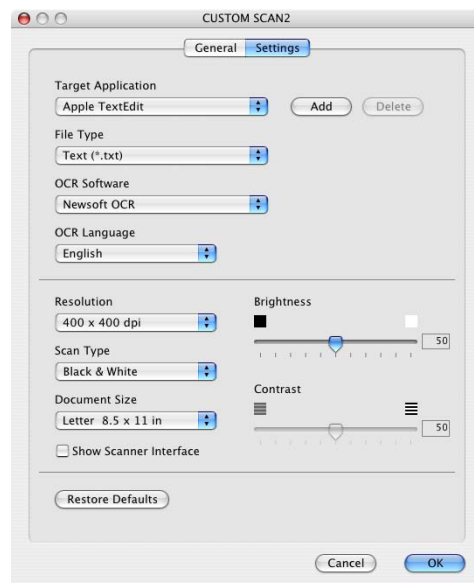 CUSTOM SCAN2
General Settings
Target Application
Apple TextEdit Add Delete
File Type
Text (*.txt)
OCR Software
Newsoft OCR
OCR Language
English
Resolution
400 x 400 dpi
Scan Type
Black & White
Document Size
Letter 8.5 x 11 in
Show Scanner Interface
Brightness
50
Contrast
50
Restore Defaults
Cancel OK